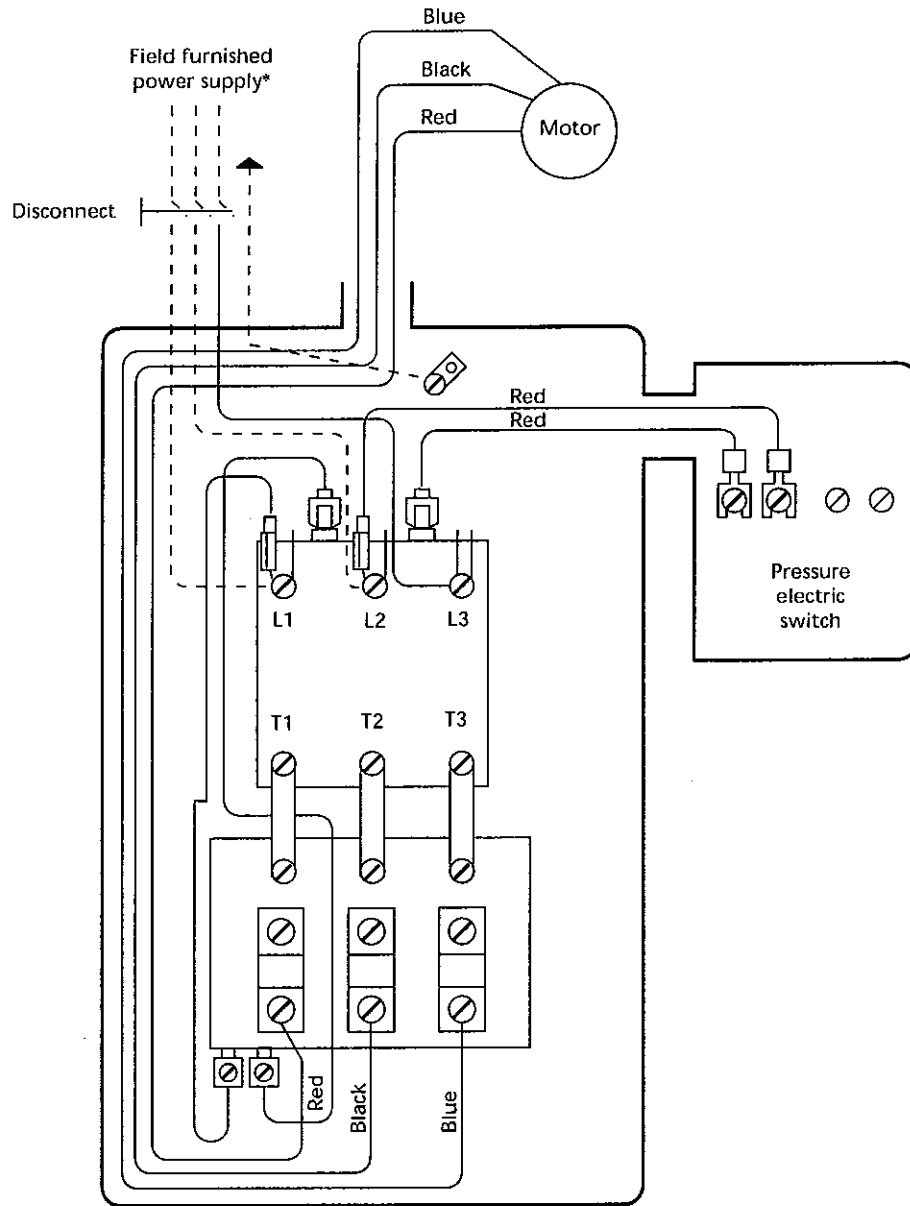 Blue
Field furnished
power supply*
Black
Red
Motor
Disconnect
Red
Red
Pressure
electric
switch
L1
L2
L3
T1
T2
T3
Red
Black
Blue